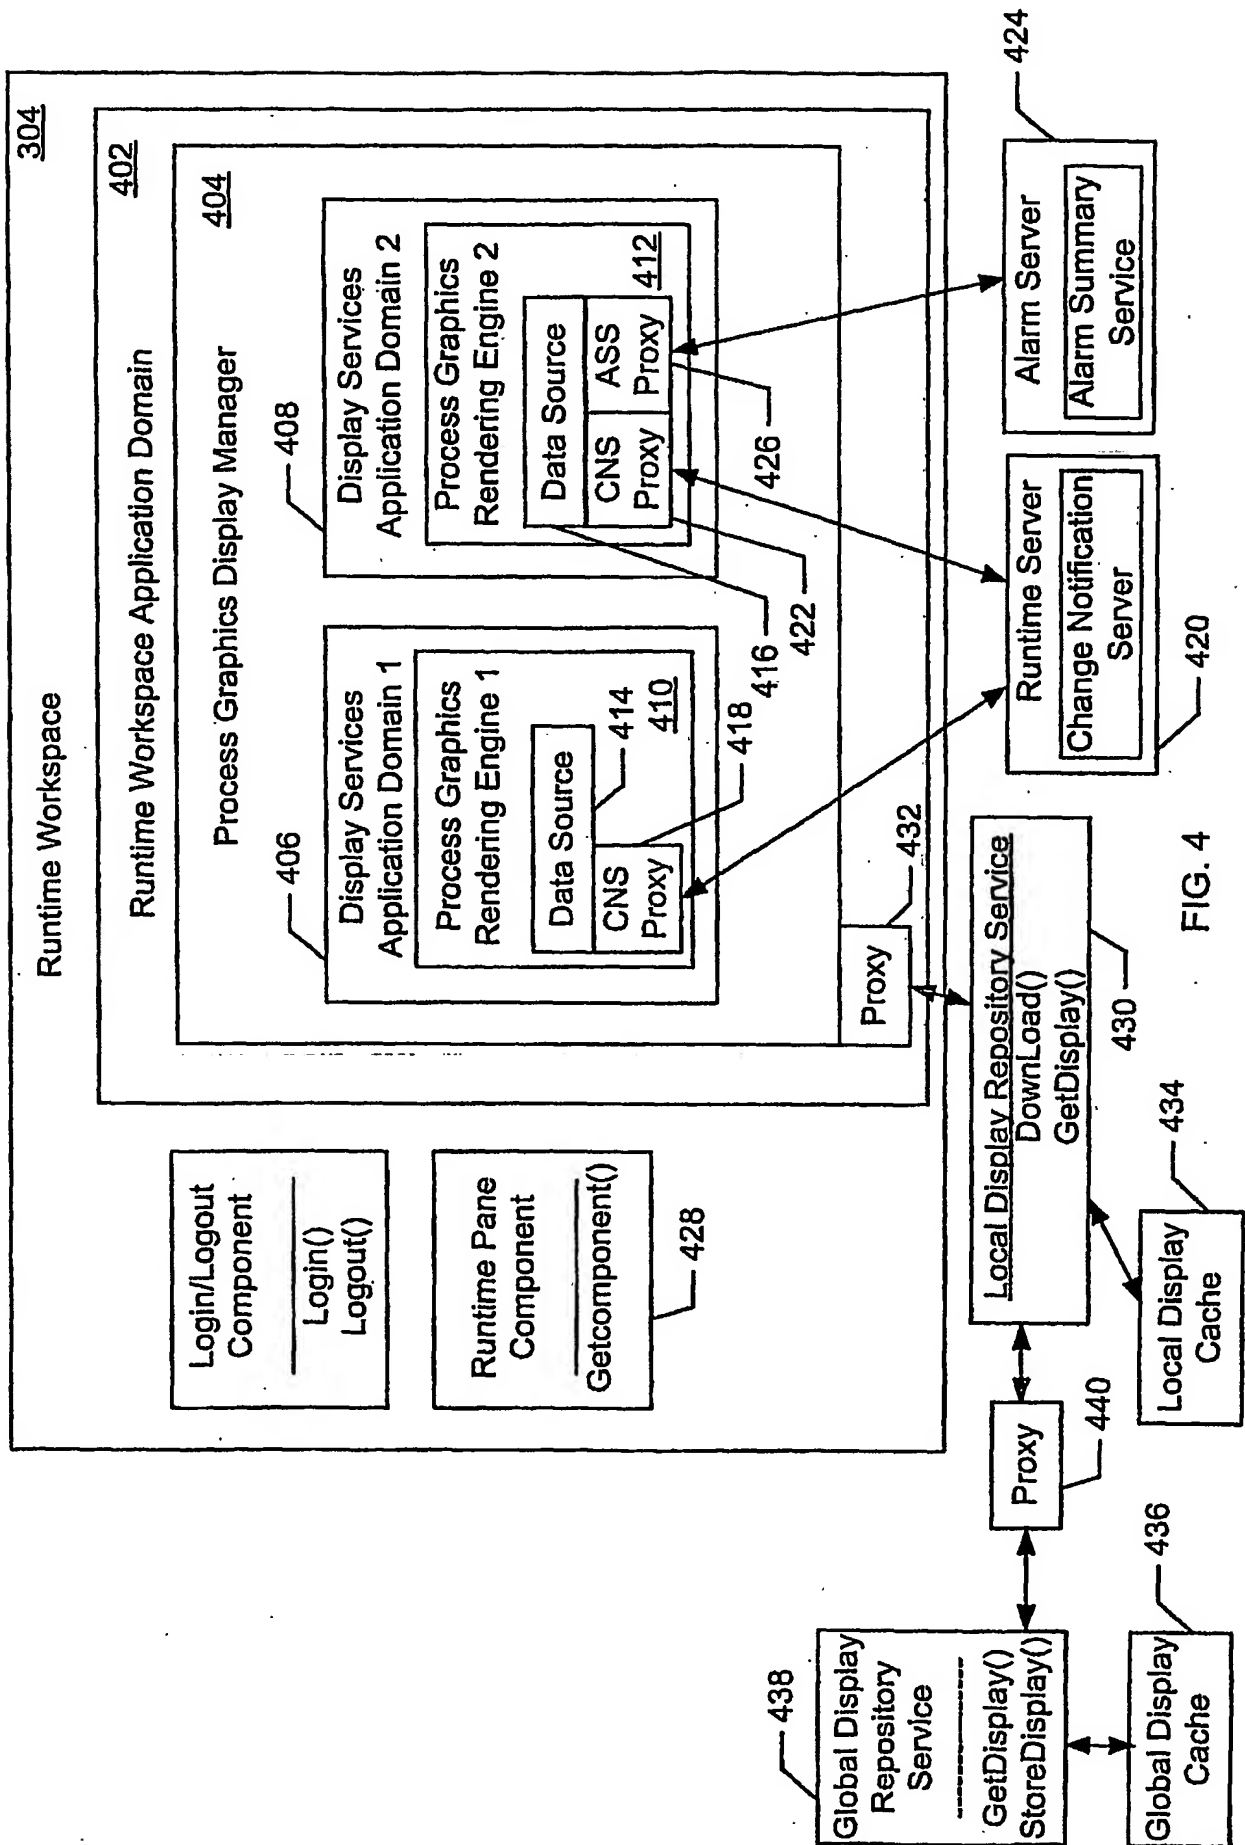 Runtime Workspace
304
Runtime Workspace Application Domain
402
Process Graphics Display Manager
404
Login/Logout
Component
Login()
Logout()
Runtime Pane
Component
Getcomponent()
428
406
Display Services
Application Domain 1
Process Graphics
Rendering Engine 1
Data Source
CNS
Proxy
414
410
418
408
Display Services
Application Domain 2
Process Graphics
Rendering Engine 2
Data Source
CNS
Proxy
ASS
Proxy
412
416
422
426
Proxy
432
438
Global Display
Repository
Service
GetDisplay()
StoreDisplay()
Global Display
Cache
436
Proxy
440
Local Display Repository Service
DownLoad()
GetDisplay()
430
Local Display
Cache
434
Runtime Server
Change Notification
Server
420
Alarm Server
Alarm Summary
Service
424
FIG. 4